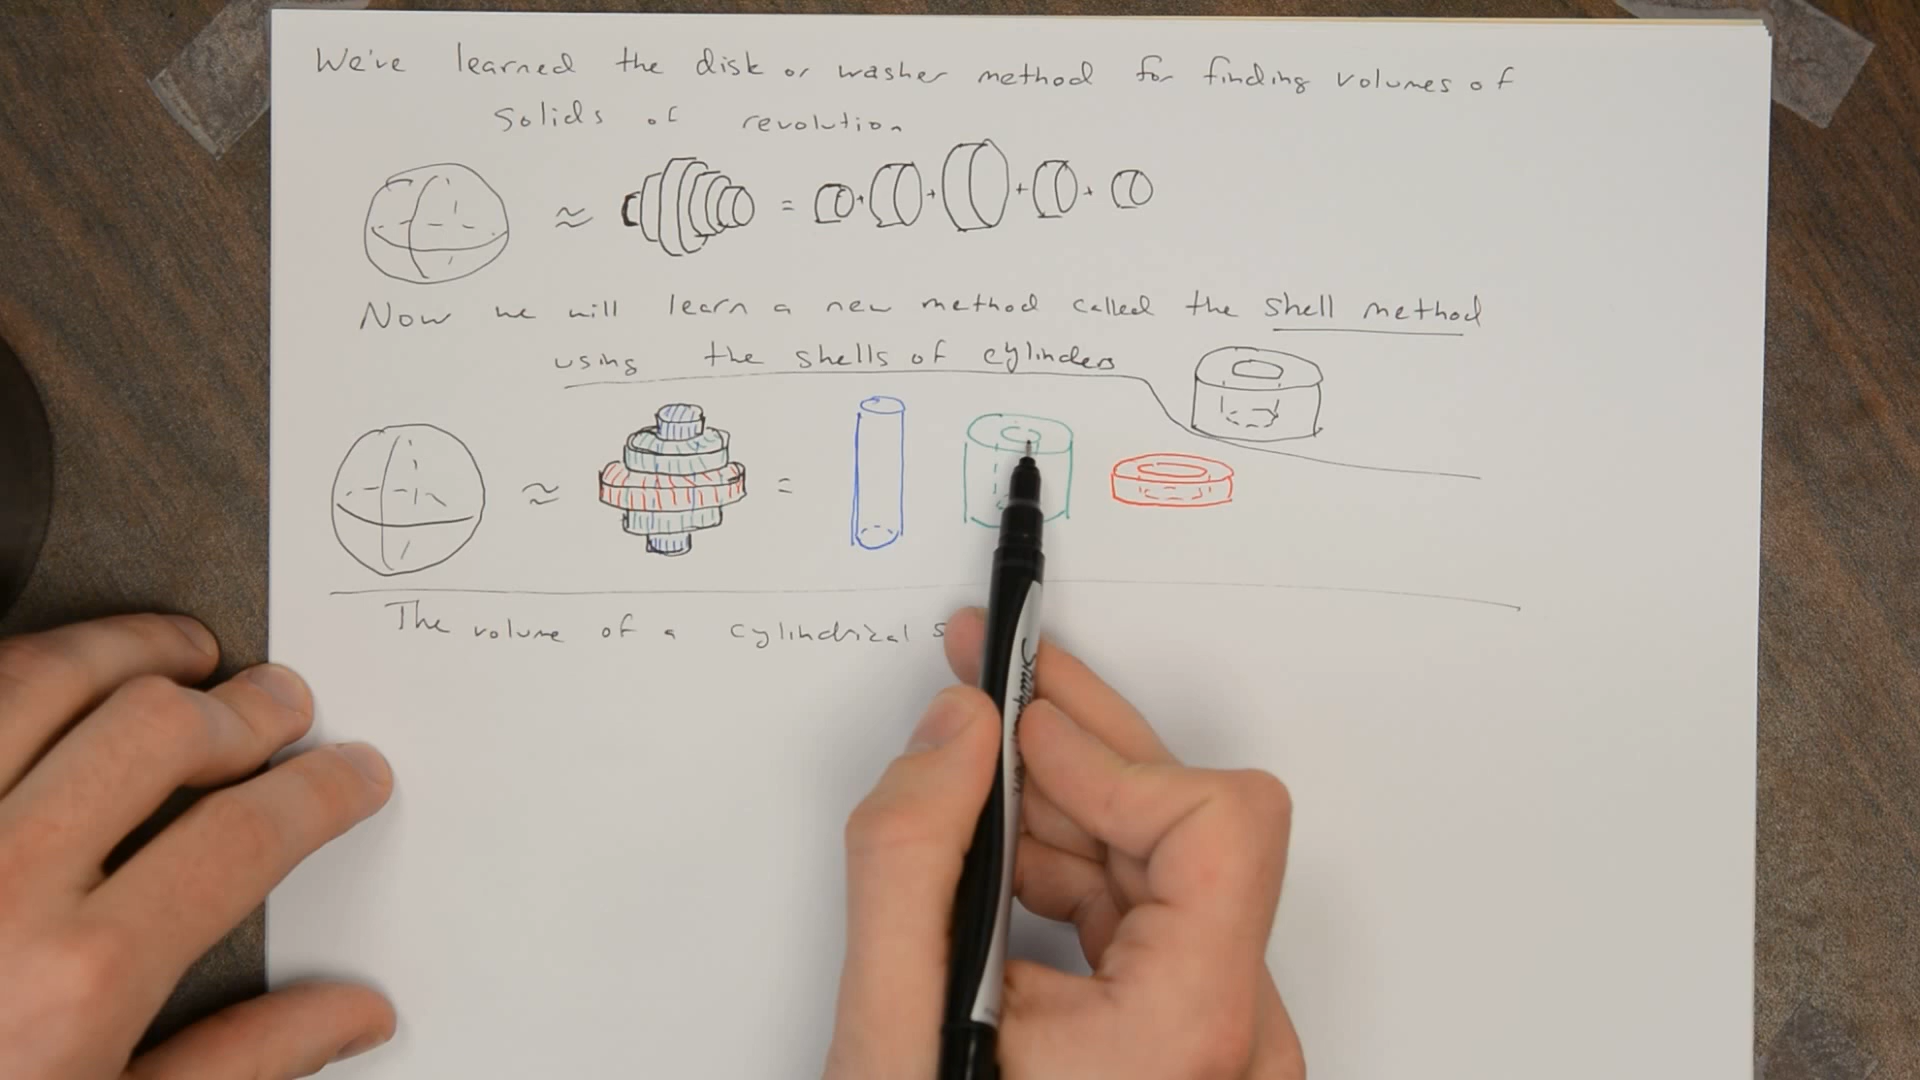 We've learned the disk or washer method for finding volumes of
solids of revolution
≈ = + + + +
Now we will learn a new method called the shell method
using the shells of cylinders
≈ =
The volume of a cylindrical s